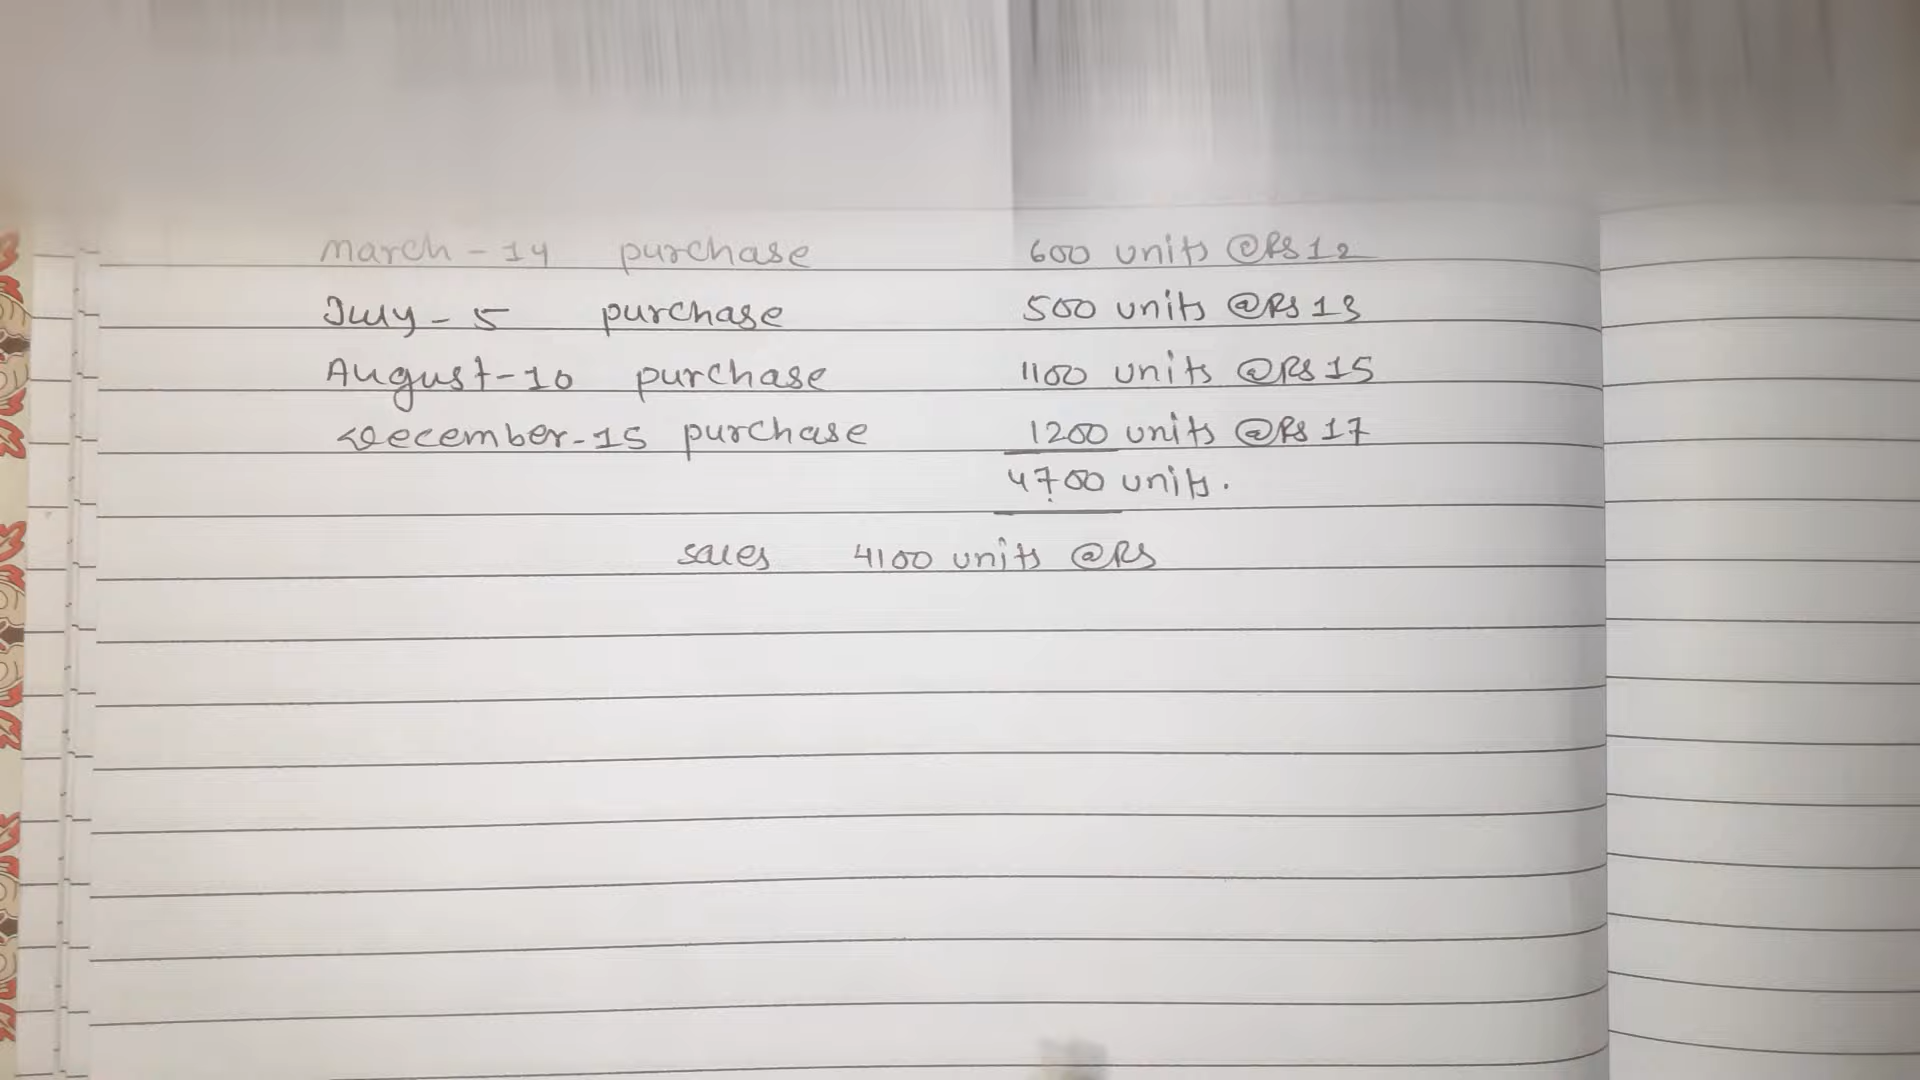 March - 14 purchase 600 units @Rs 12
July - 5 purchase 500 units @Rs 13
August - 10 purchase 1100 units @Rs 15
December - 15 purchase 1200 units @Rs 17
4700 units.
sales 4100 units @Rs